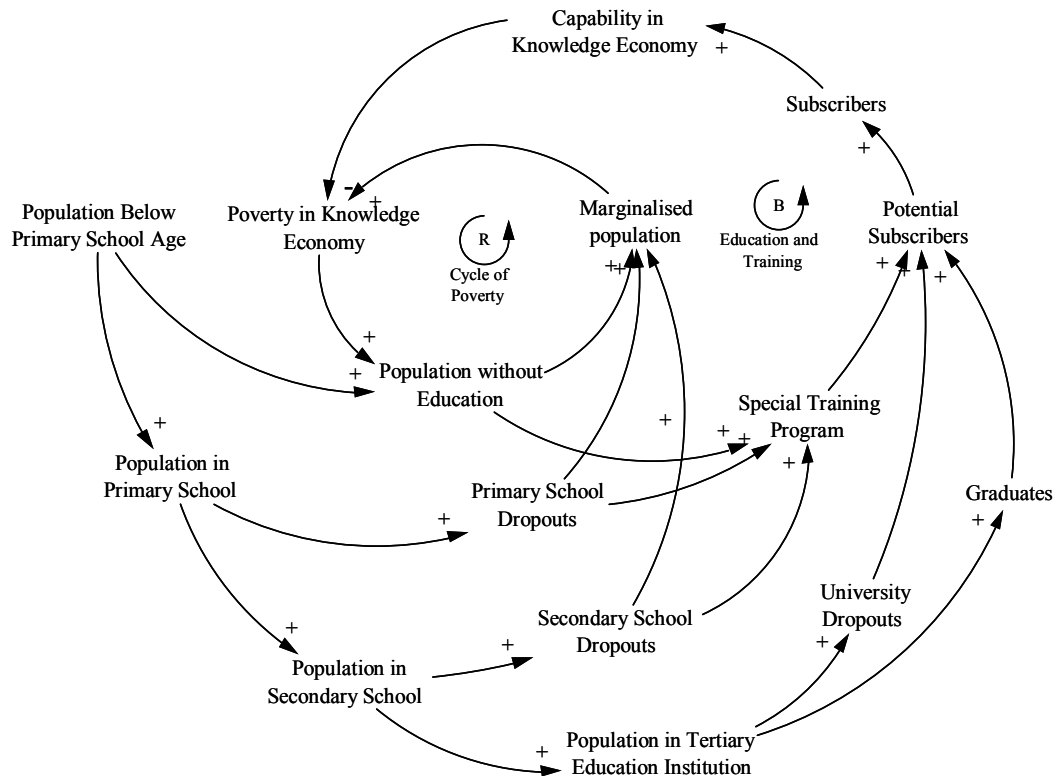 Capability in
Knowledge Economy
+
Subscribers
+
-
+
Population Below
Primary School Age
Poverty in Knowledge
Economy
R
Cycle of
Poverty
Marginalised
population
B
Education and
Training
Potential
Subscribers
+
+
+
+
+
+
+
Population without
Education
+
Special Training
Program
+
+
+
+
+
Population in
Primary School
Primary School
Dropouts
+
Graduates
+
University
Dropouts
+
Secondary School
Dropouts
+
+
Population in
Secondary School
+
Population in Tertiary
Education Institution